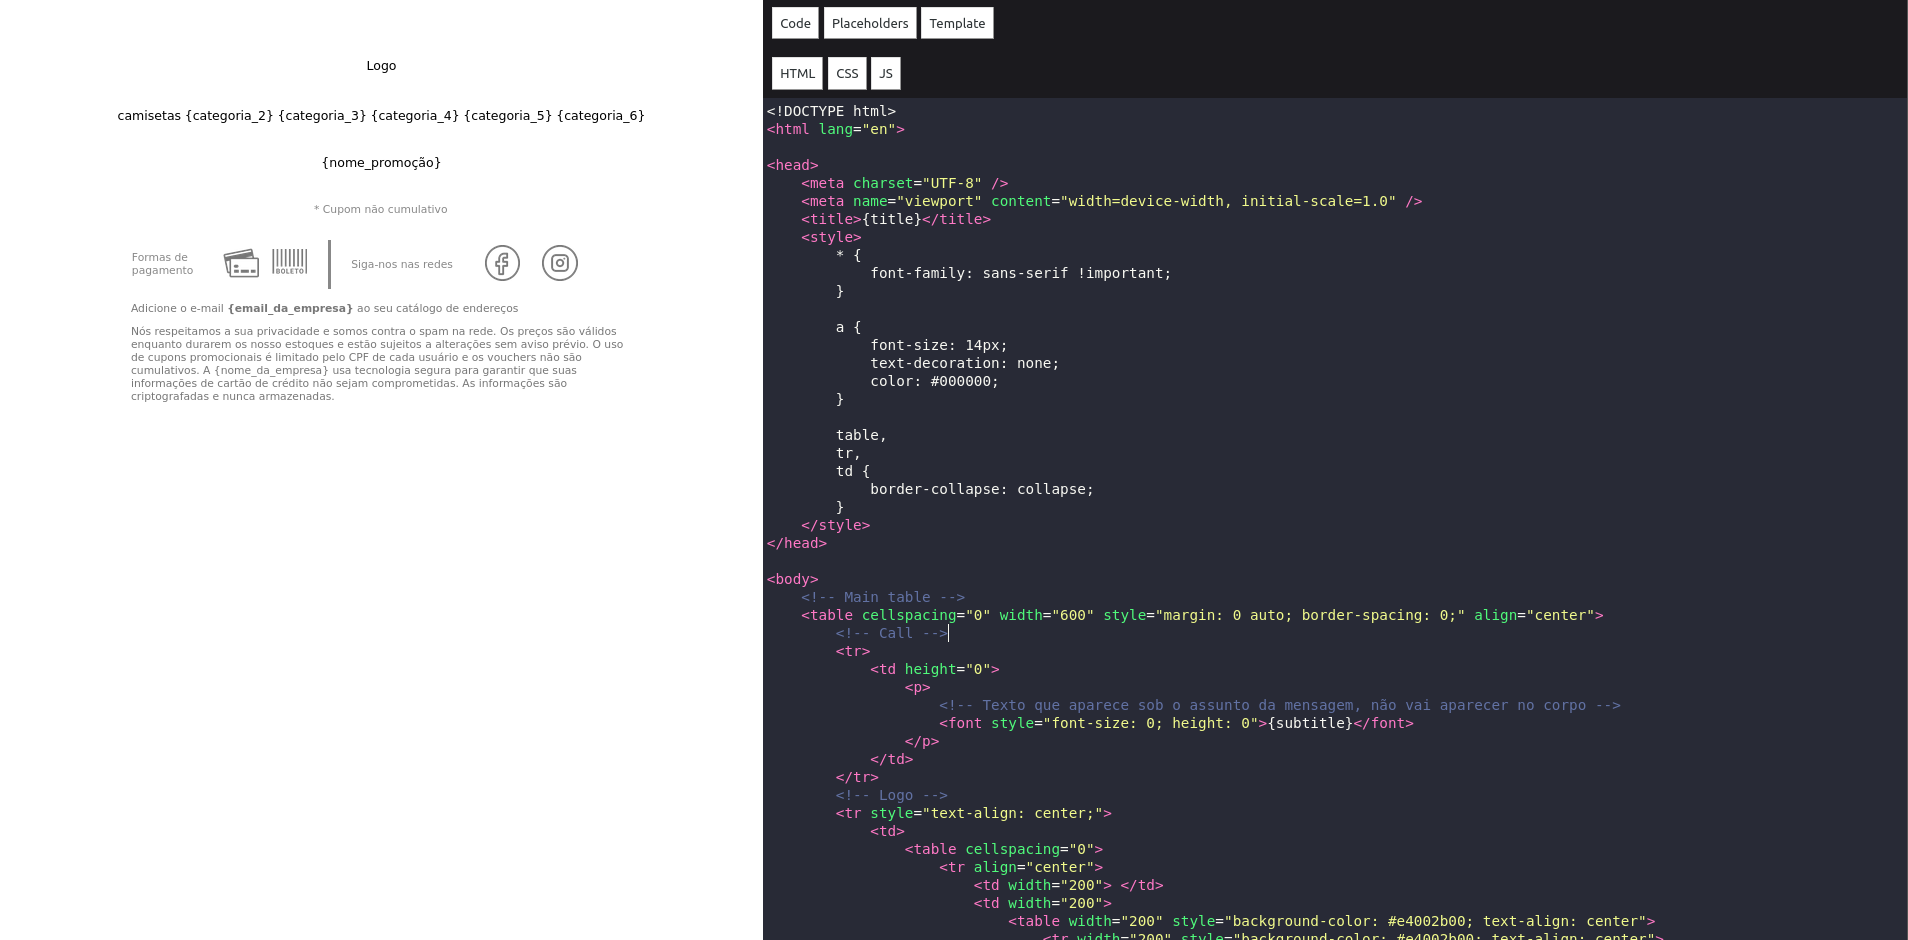 Logo
camisetas {categoria_2} {categoria_3} {categoria_4} {categoria_5} {categoria_6}
{nome_promoção}
* Cupom não cumulativo
Formas de
pagamento
BOLETO
Siga-nos nas redes
Adicione o e-mail {email_da_empresa} ao seu catálogo de endereços
Nós respeitamos a sua privacidade e somos contra o spam na rede. Os preços são válidos
enquanto durarem os nosso estoques e estão sujeitos a alterações sem aviso prévio. O uso
de cupons promocionais é limitado pelo CPF de cada usuário e os vouchers não são
cumulativos. A {nome_da_empresa} usa tecnologia segura para garantir que suas
informações de cartão de crédito não sejam comprometidas. As informações são
criptografadas e nunca armazenadas.
Code Placeholders Template
HTML CSS JS
<!DOCTYPE html>
<html lang="en">
<head>
    <meta charset="UTF-8" />
    <meta name="viewport" content="width=device-width, initial-scale=1.0" />
    <title>{title}</title>
    <style>
        * {
            font-family: sans-serif !important;
        }
        a {
            font-size: 14px;
            text-decoration: none;
            color: #000000;
        }
        table,
        tr,
        td {
            border-collapse: collapse;
        }
    </style>
</head>
<body>
    <!-- Main table -->
    <table cellspacing="0" width="600" style="margin: 0 auto; border-spacing: 0;" align="center">
        <!-- Call -->
        <tr>
            <td height="0">
                <p>
                    <!-- Texto que aparece sob o assunto da mensagem, não vai aparecer no corpo -->
                    <font style="font-size: 0; height: 0">{subtitle}</font>
                </p>
            </td>
        </tr>
        <!-- Logo -->
        <tr style="text-align: center;">
            <td>
                <table cellspacing="0">
                    <tr align="center">
                        <td width="200"> </td>
                        <td width="200">
                            <table width="200" style="background-color: #e4002b00; text-align: center">
                                <tr width="200" style="background-color: #e4002b00; text-align: center">